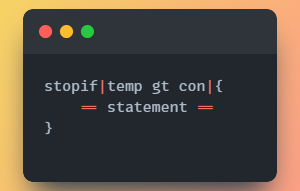 stopif|temp gt con|{
== statement ==
}